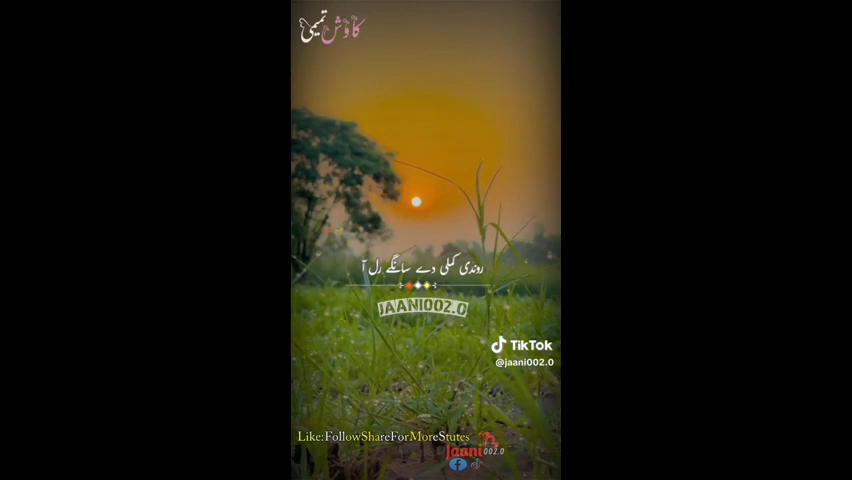 کاوش تمیمی
روندی کملی دے سانگے رل آ
JAANI002.0
TikTok
@jaani002.0
Like:FollowShareForMoreStutes
Jaani 002.0